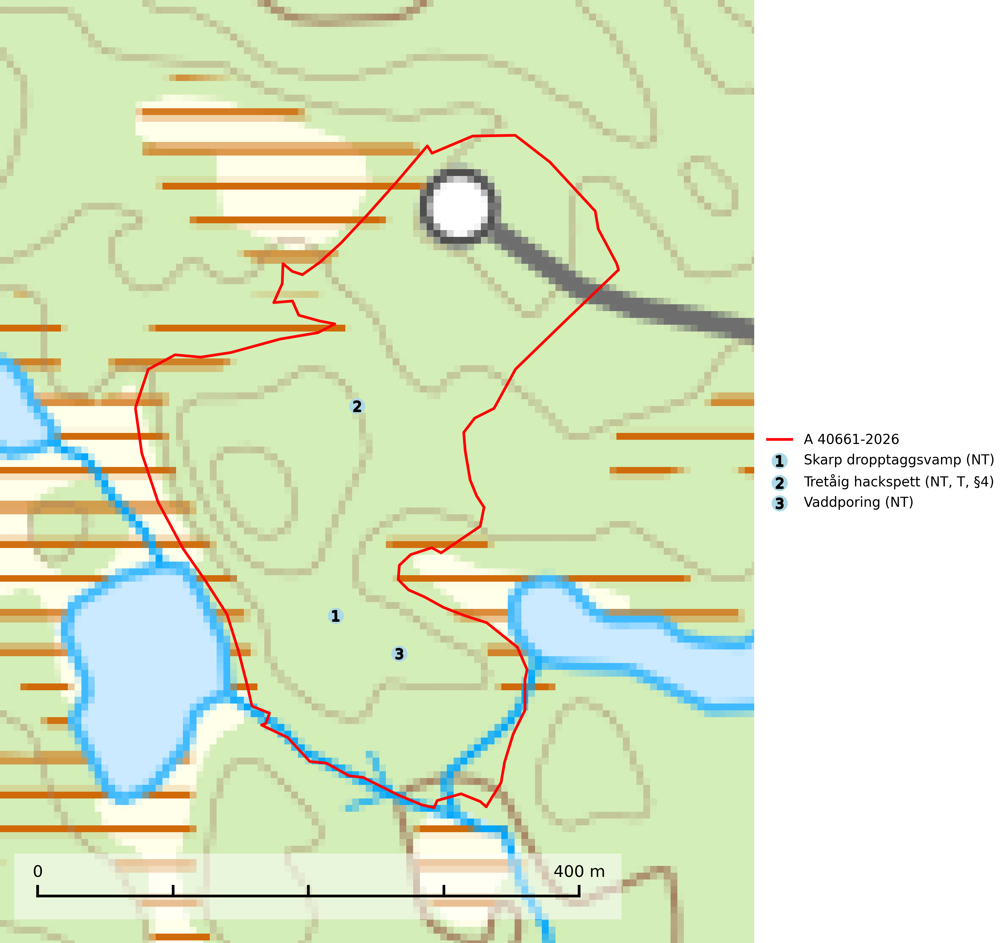 2
1
3
0 400 m
A 40661-2026
1 Skarp dropptaggsvamp (NT)
2 Tretåig hackspett (NT, T, §4)
3 Vaddporing (NT)